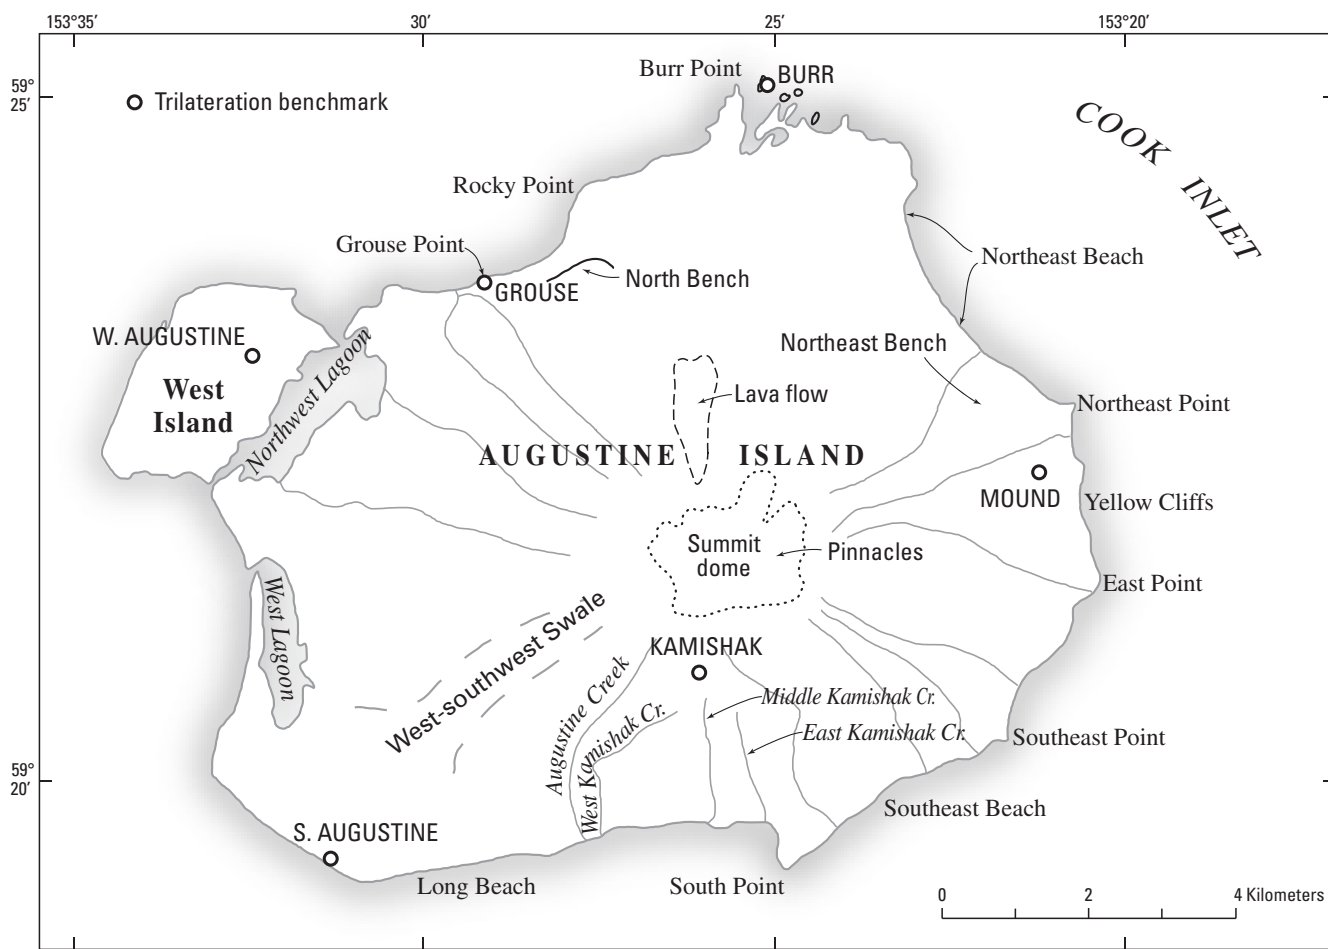 153°35′
30′
25′
153°20′
59°
25′
Trilateration benchmark
Burr Point
BURR
COOK INLET
Rocky Point
Grouse Point
GROUSE
North Bench
Northeast Beach
W. AUGUSTINE
West
Island
Northwest Lagoon
Northeast Bench
Lava flow
Northeast Point
AUGUSTINE ISLAND
MOUND
Yellow Cliffs
Summit
dome
Pinnacles
East Point
West Lagoon
West-southwest Swale
KAMISHAK
Augustine Creek
West Kamishak Cr.
Middle Kamishak Cr.
East Kamishak Cr.
Southeast Point
59°
20′
Southeast Beach
S. AUGUSTINE
Long Beach
South Point
0
2
4 Kilometers